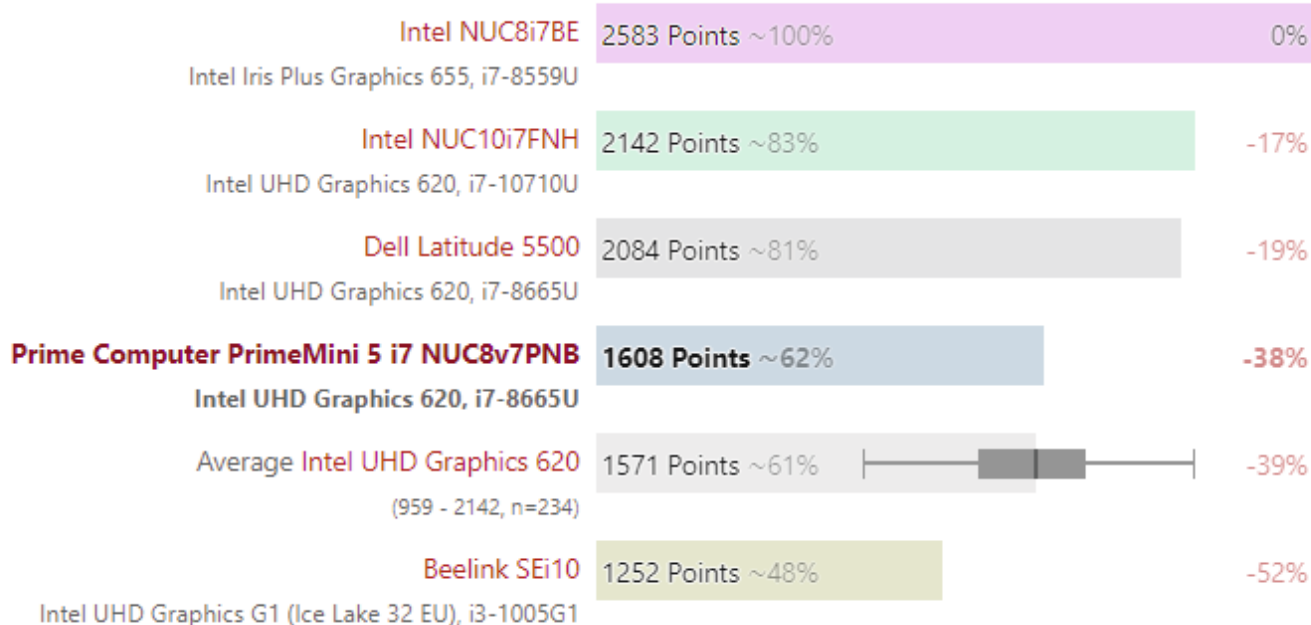 Intel NUC8i7BE 2583 Points ~100% 0%
Intel Iris Plus Graphics 655, i7-8559U
Intel NUC10i7FNH 2142 Points ~83% -17%
Intel UHD Graphics 620, i7-10710U
Dell Latitude 5500 2084 Points ~81% -19%
Intel UHD Graphics 620, i7-8665U
Prime Computer PrimeMini 5 i7 NUC8v7PNB 1608 Points ~62% -38%
Intel UHD Graphics 620, i7-8665U
Average Intel UHD Graphics 620 1571 Points ~61% -39%
(959 - 2142, n=234)
Beelink SEi10 1252 Points ~48% -52%
Intel UHD Graphics G1 (Ice Lake 32 EU), i3-1005G1